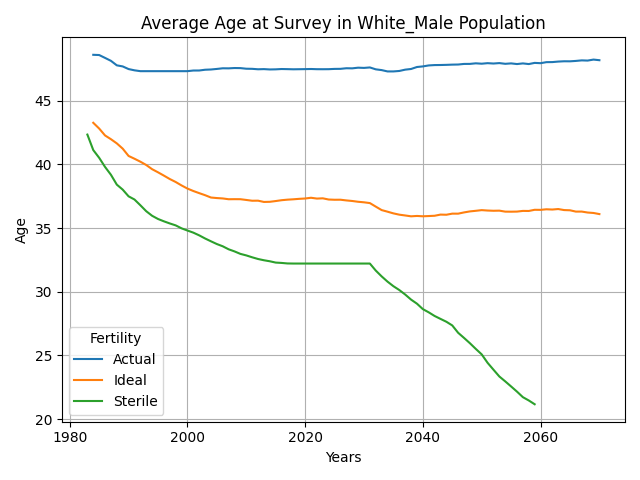 Average Age at Survey in White_Male Population
Age
45
40
35
30
25
20
Fertility
Actual
Ideal
Sterile
1980
2000
2020
2040
2060
Years